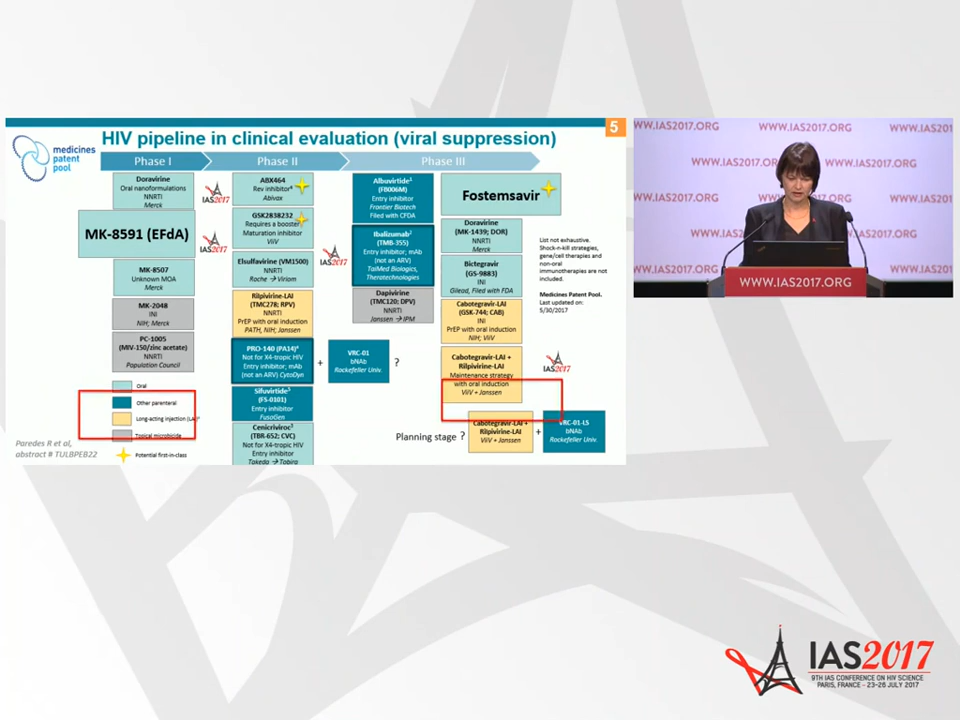 5
HIV pipeline in clinical evaluation (viral suppression)
medicines
patent
pool
Phase I
Phase II
Phase III
Doravirine
Oral nanoformulations
NNRTI
Merck
IAS2017
MK-8591 (EFdA)
IAS2017
MK-8507
Unknown MOA
Merck
MK-2048
INI
NIH; Merck
PC-1005
(MIV-150/zinc acetate)
NNRTI
Population Council
Oral
Other parenteral
Long-acting injection (LAI)
Topical microbicide
Potential first-in-class
Paredes R et al,
abstract # TULBPEB22
ABX464
Rev inhibitor
Abivax
GSK2838232
Requires a booster
Maturation inhibitor
ViiV
Elsulfavirine (VM1500)
NNRTI
Roche → Viriom
IAS2017
Rilpivirine-LAI
(TMC278; RPV)
NNRTI
PrEP with oral induction
PATH, NIH; Janssen
PRO-140 (PA14)
Not for X4-tropic HIV
Entry inhibitor; mAb
(not an ARV) CytoDyn
+
VRC-01
bNAb
Rockefeller Univ.
?
Sifuvirtide
(FS-0101)
Entry inhibitor
FusoGen
Cenicriviroc
(TBR-652; CVC)
Not for X4-tropic HIV
Entry inhibitor
Takeda → Tobira
Albuvirtide
(FB006M)
Entry inhibitor
Frontier Biotech
Filed with CFDA
Ibalizumab
(TMB-355)
Entry inhibitor; mAb
(not an ARV)
TaiMed Biologics,
Theratechnologies
Dapivirine
(TMC120; DPV)
NNRTI
Janssen → IPM
Fostemsavir
Doravirine
(MK-1439; DOR)
NNRTI
Merck
Bictegravir
(GS-9883)
INI
Gilead, Filed with FDA
Cabotegravir-LAI
(GSK-744; CAB)
INI
PrEP with oral induction
NIH; ViiV
Cabotegravir-LAI +
Rilpivirine-LAI
Maintenance strategy
with oral induction
ViiV + Janssen
IAS2017
Planning stage ?
Cabotegravir-LAI +
Rilpivirine-LAI
ViiV + Janssen
+
VRC-01-LS
bNAb
Rockefeller Univ.
List not exhaustive.
Shock-n-kill strategies,
gene/cell therapies and
non-oral
immunotherapies are not
included.
Medicines Patent Pool.
Last updated on:
5/30/2017
WWW.IAS2017.ORG WWW.IAS2017.ORG WWW.IAS2017.ORG
WWW.IAS2017.ORG
IAS2017
9TH IAS CONFERENCE ON HIV SCIENCE
PARIS, FRANCE - 23-26 JULY 2017